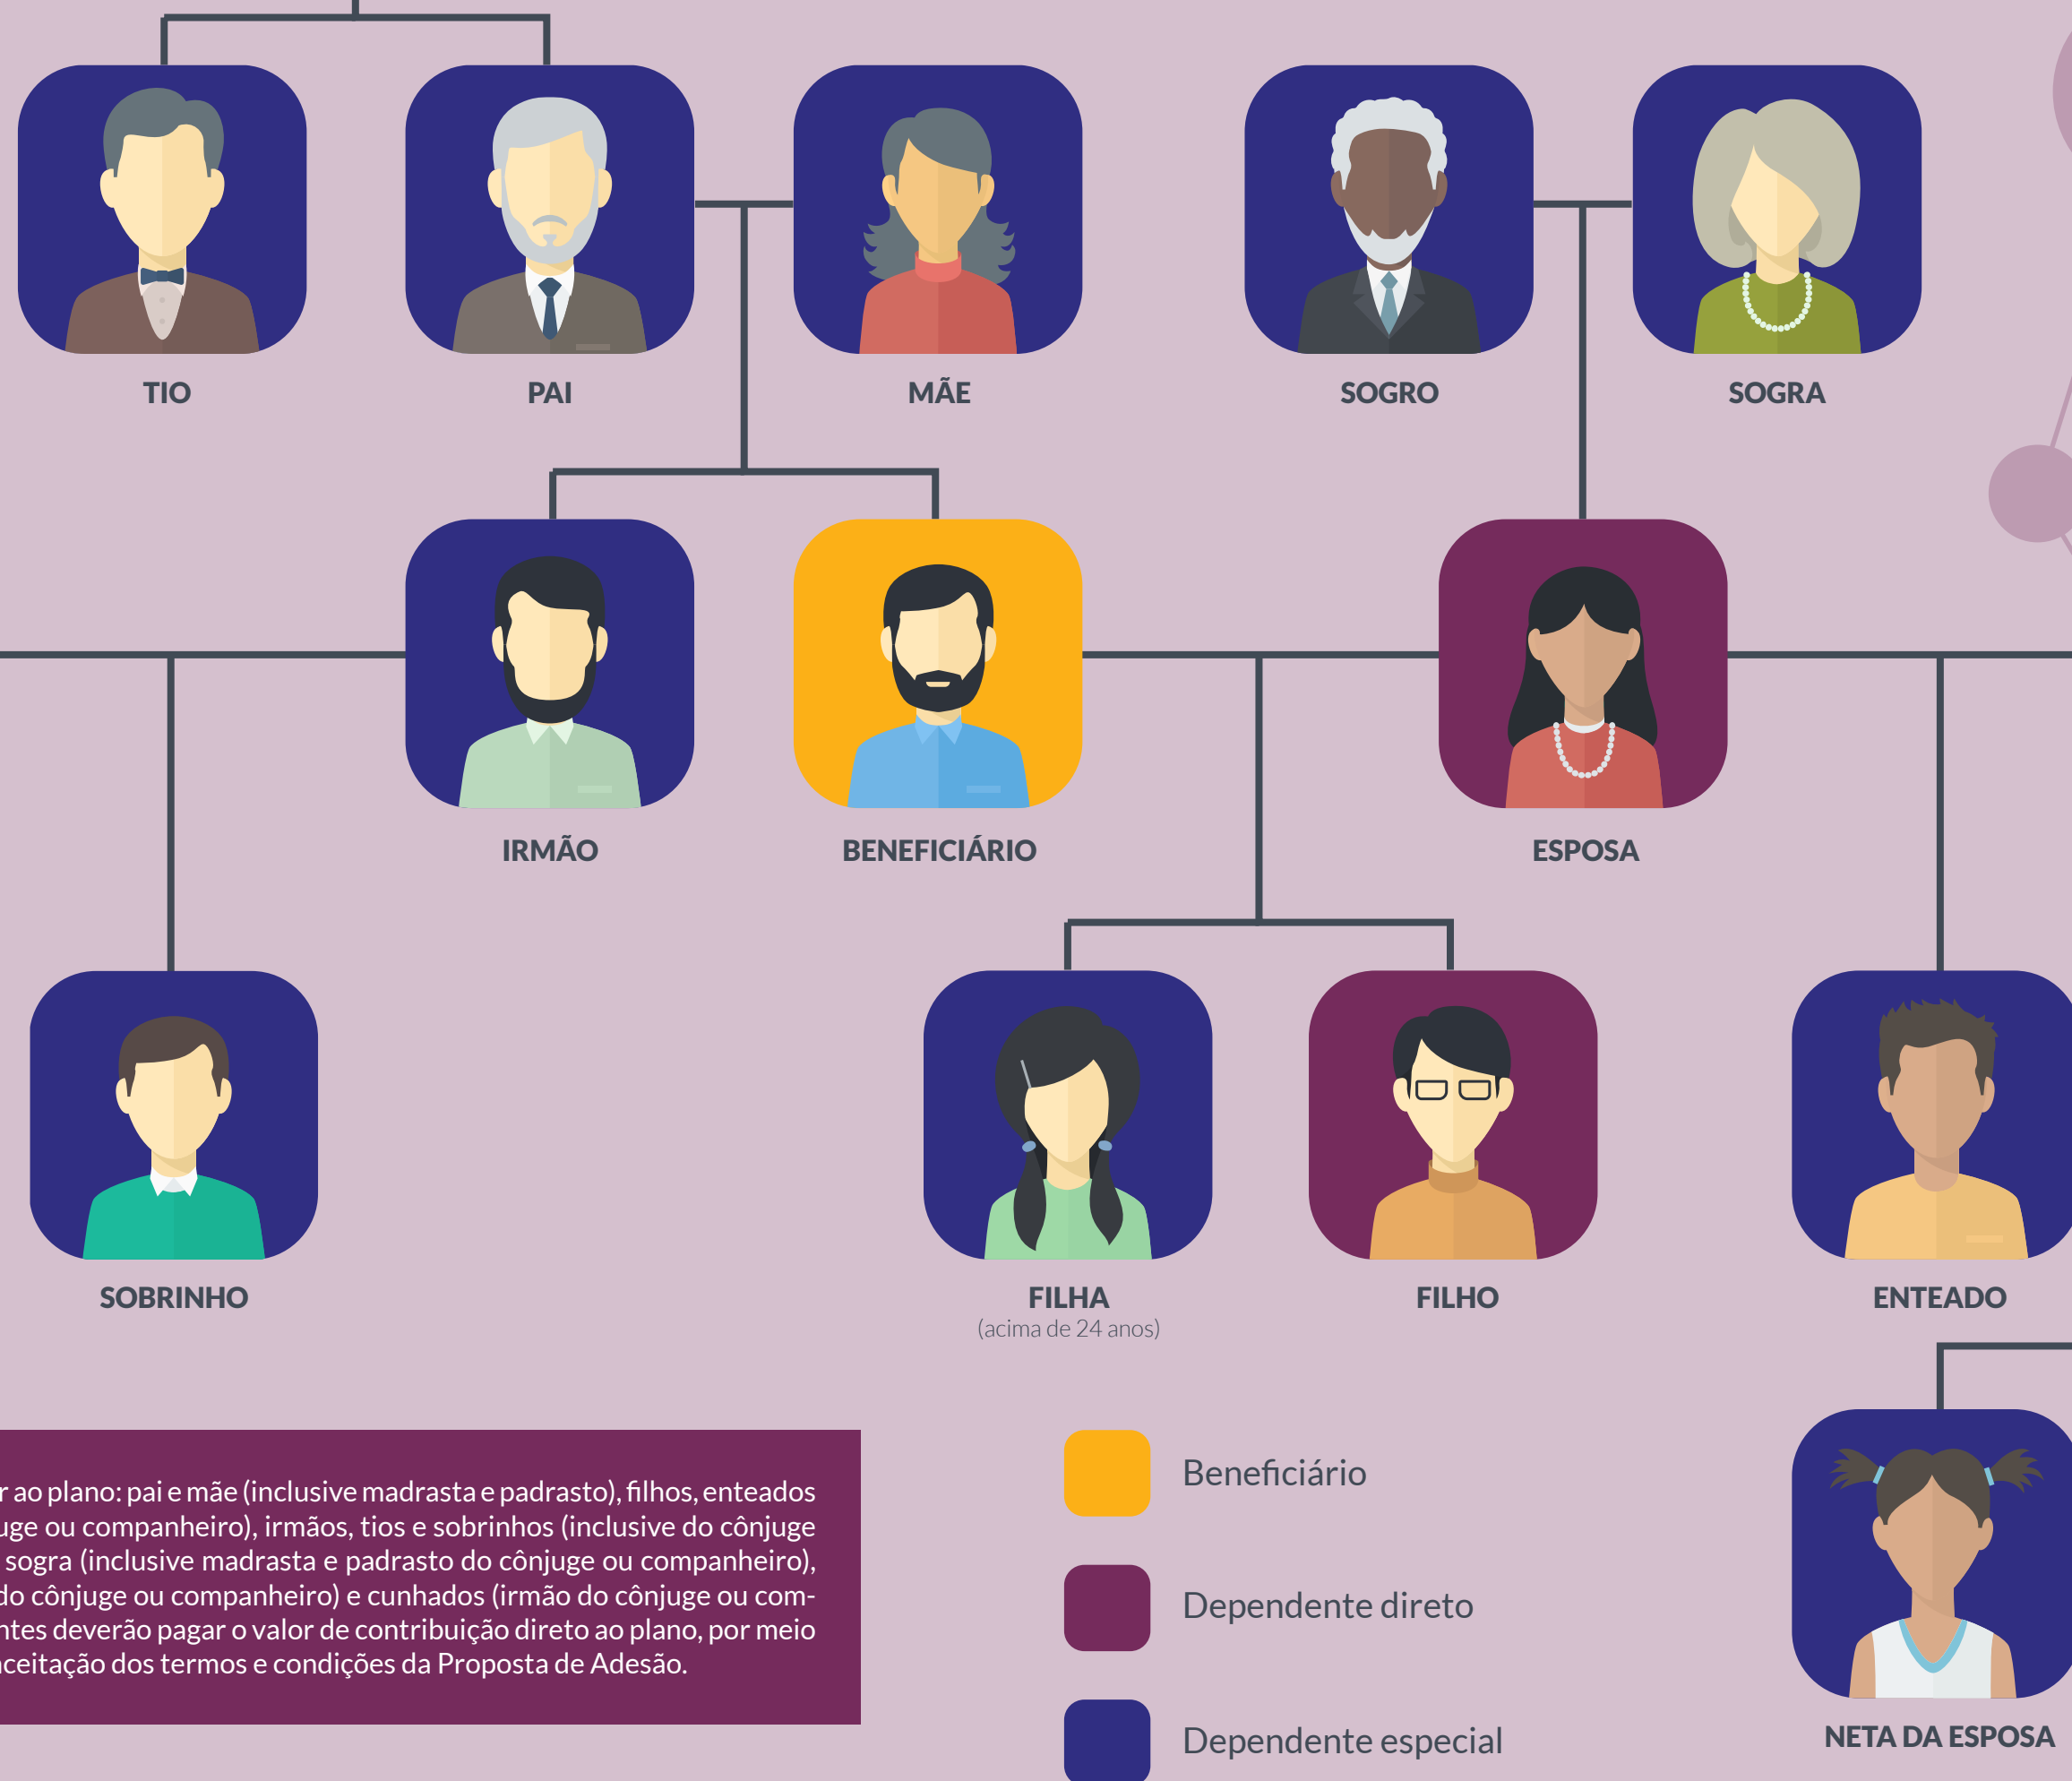 TIO
PAI
MÃE
SOGRO
SOGRA
IRMÃO
BENEFICIÁRIO
ESPOSA
SOBRINHO
FILHA
(acima de 24 anos)
FILHO
ENTEADO
ao plano: pai e mãe (inclusive madrasta e padrasto), filhos, enteados
ou companheiro), irmãos, tios e sobrinhos (inclusive do cônjuge
sogra (inclusive madrasta e padrasto do cônjuge ou companheiro),
do cônjuge ou companheiro) e cunhados (irmão do cônjuge ou com-
deverão pagar o valor de contribuição direto ao plano, por meio
dos termos e condições da Proposta de Adesão.
Beneficiário
Dependente direto
Dependente especial
NETA DA ESPOSA